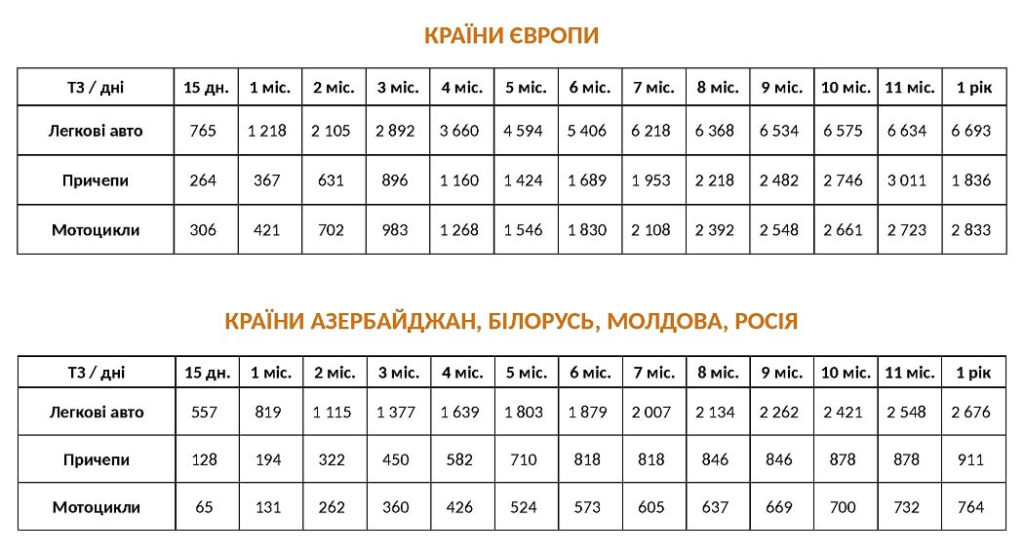 КРАЇНИ ЄВРОПИ
ТЗ / дні 15 дн. 1 міс. 2 міс. 3 міс. 4 міс. 5 міс. 6 міс. 7 міс. 8 міс. 9 міс. 10 міс. 11 міс. 1 рік
Легкові авто 765 1 218 2 105 2 892 3 660 4 594 5 406 6 218 6 368 6 534 6 575 6 634 6 693
Причепи 264 367 631 896 1 160 1 424 1 689 1 953 2 218 2 482 2 746 3 011 1 836
Мотоцикли 306 421 702 983 1 268 1 546 1 830 2 108 2 392 2 548 2 661 2 723 2 833
КРАЇНИ АЗЕРБАЙДЖАН, БІЛОРУСЬ, МОЛДОВА, РОСІЯ
ТЗ / дні 15 дн. 1 міс. 2 міс. 3 міс. 4 міс. 5 міс. 6 міс. 7 міс. 8 міс. 9 міс. 10 міс. 11 міс. 1 рік
Легкові авто 557 819 1 115 1 377 1 639 1 803 1 879 2 007 2 134 2 262 2 421 2 548 2 676
Причепи 128 194 322 450 582 710 818 818 846 846 878 878 911
Мотоцикли 65 131 262 360 426 524 573 605 637 669 700 732 764